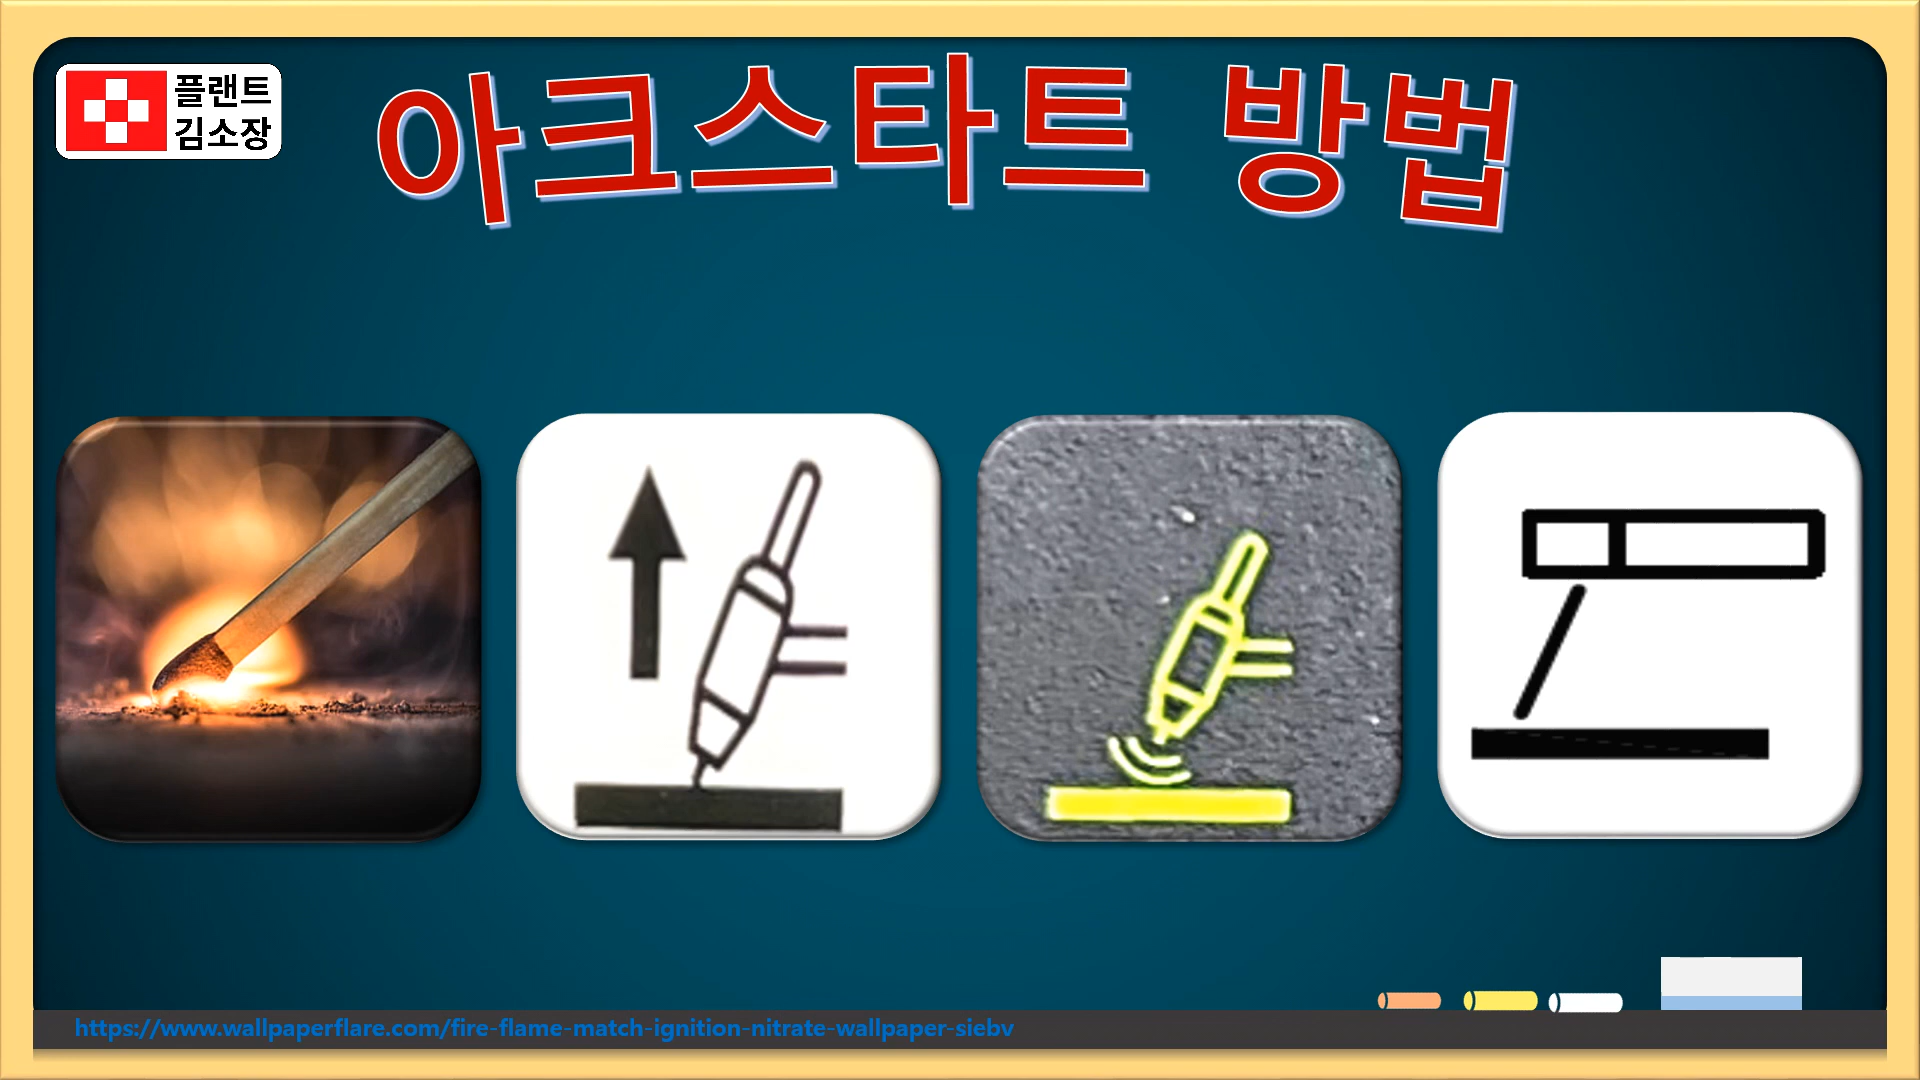 플랜트
김소장
아크스타트 방법
https://www.wallpaperflare.com/fire-flame-match-ignition-nitrate-wallpaper-siebv